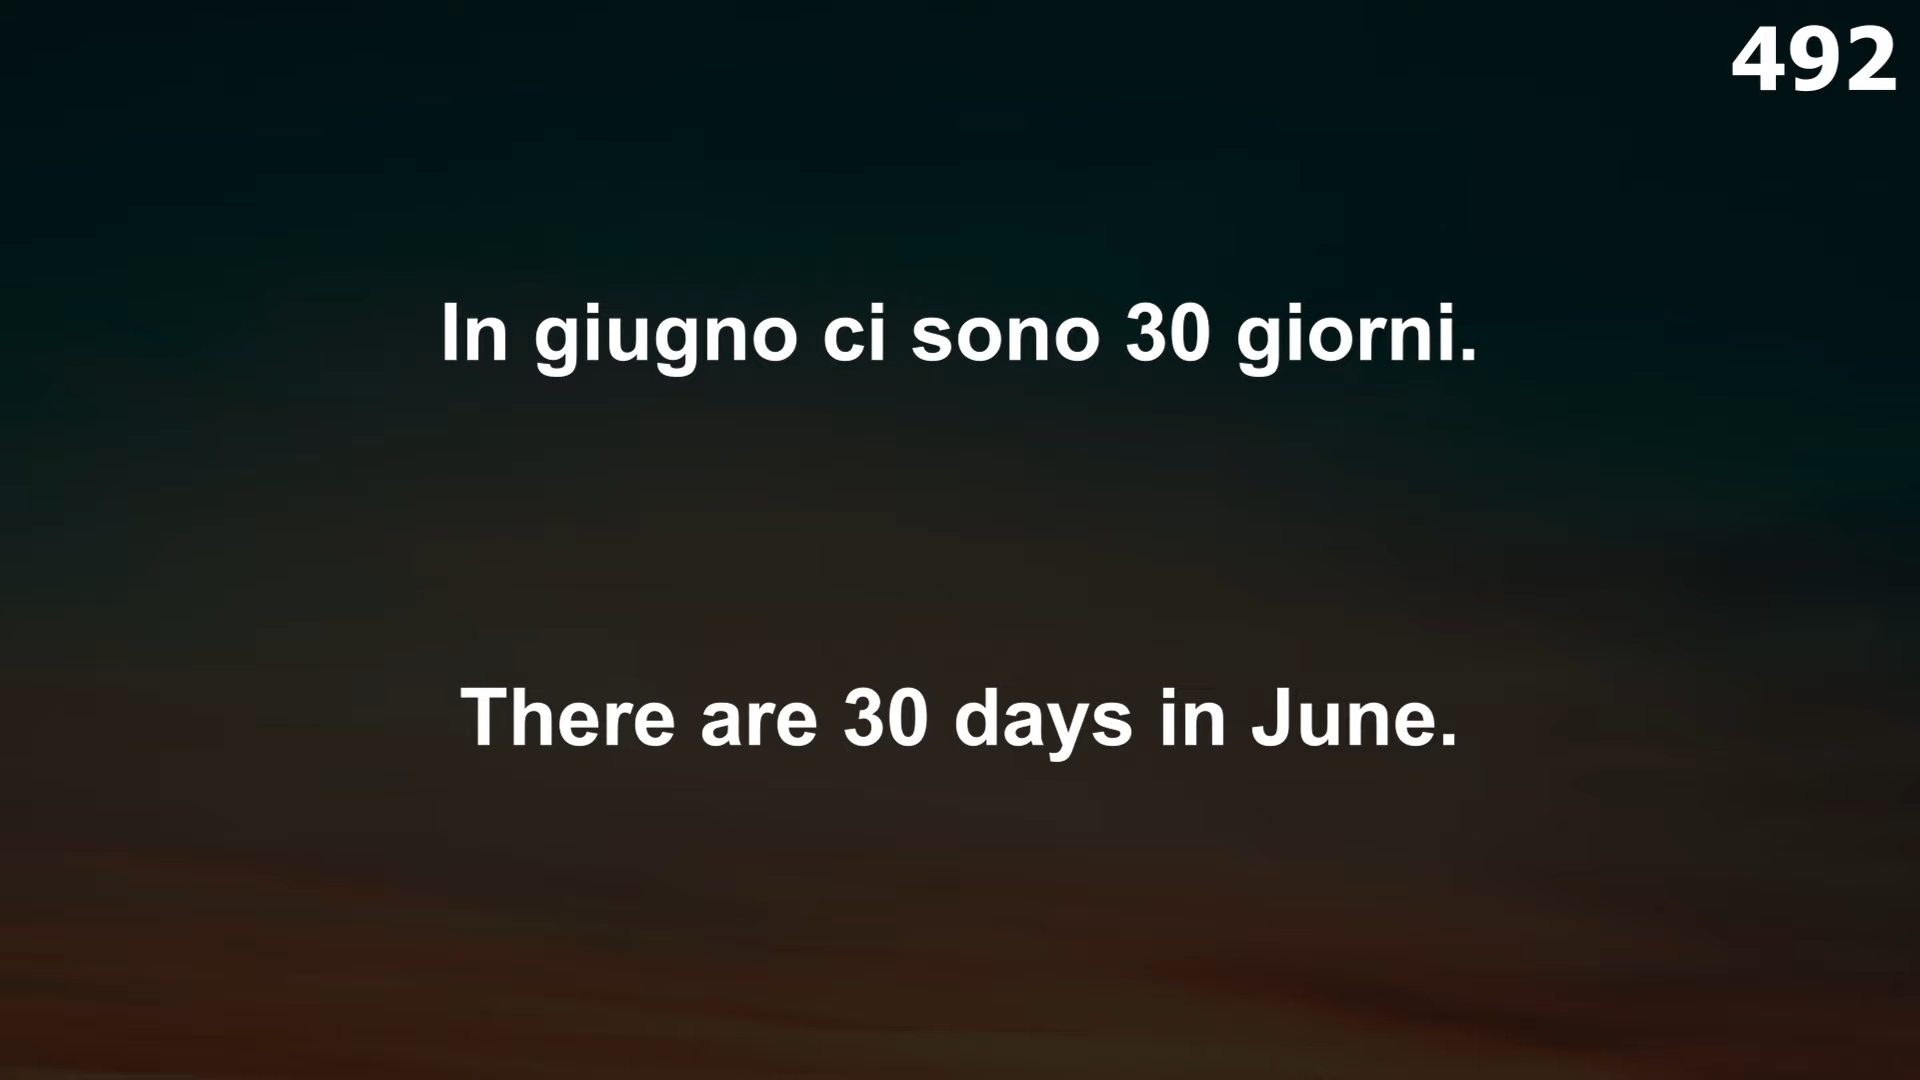 492
In giugno ci sono 30 giorni.
There are 30 days in June.